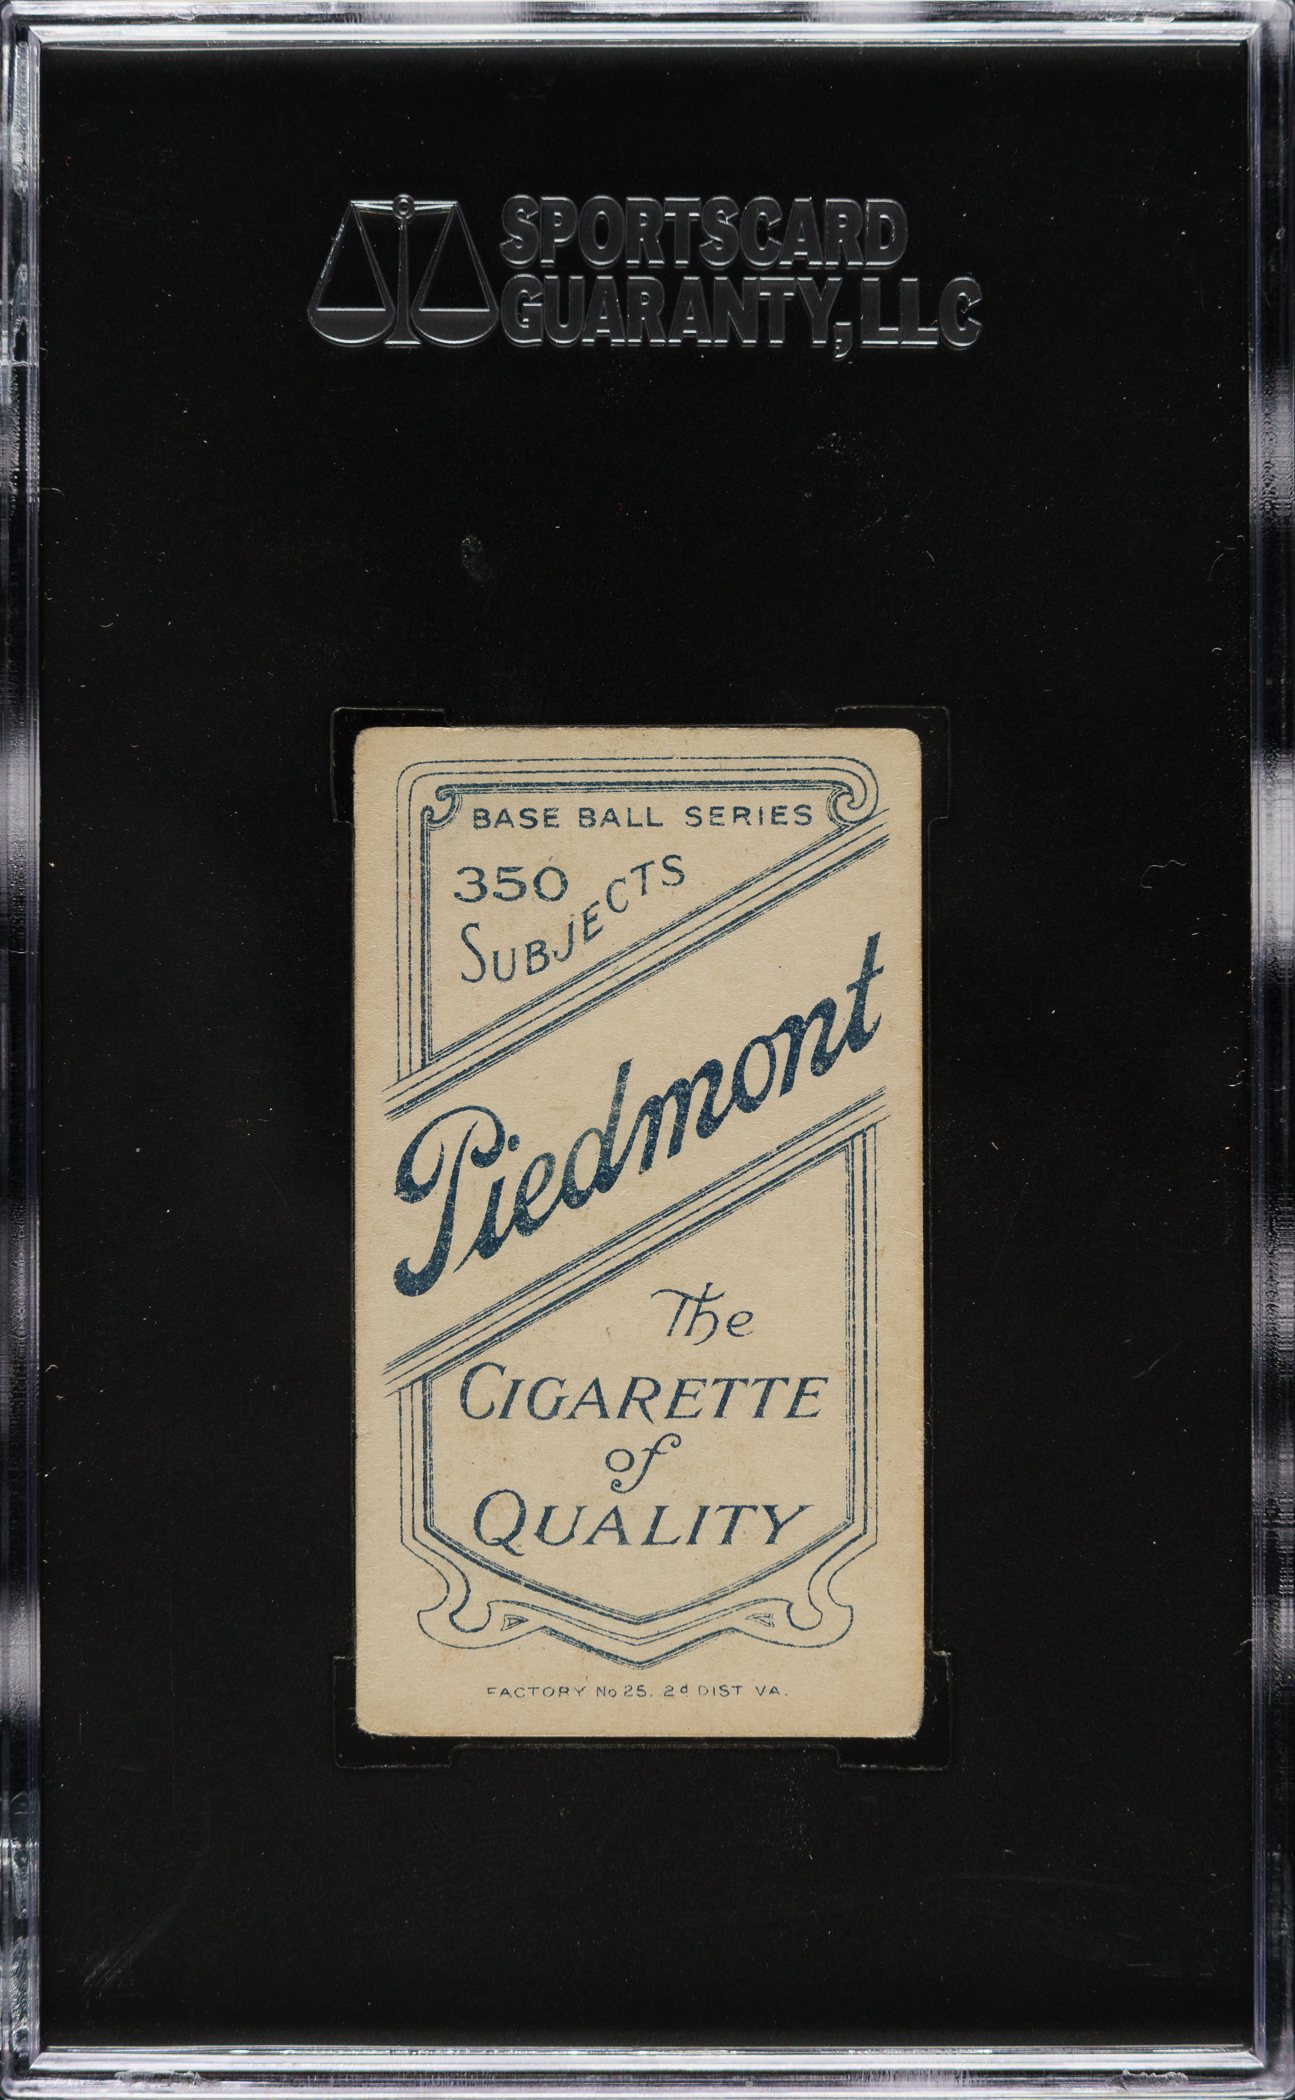 SPORTSCARD
GUARANTY, LLC
BASE BALL SERIES
350
SUBJECTS
Piedmont
The
CIGARETTE
of
QUALITY
FACTORY No 25. 2d DIST VA.